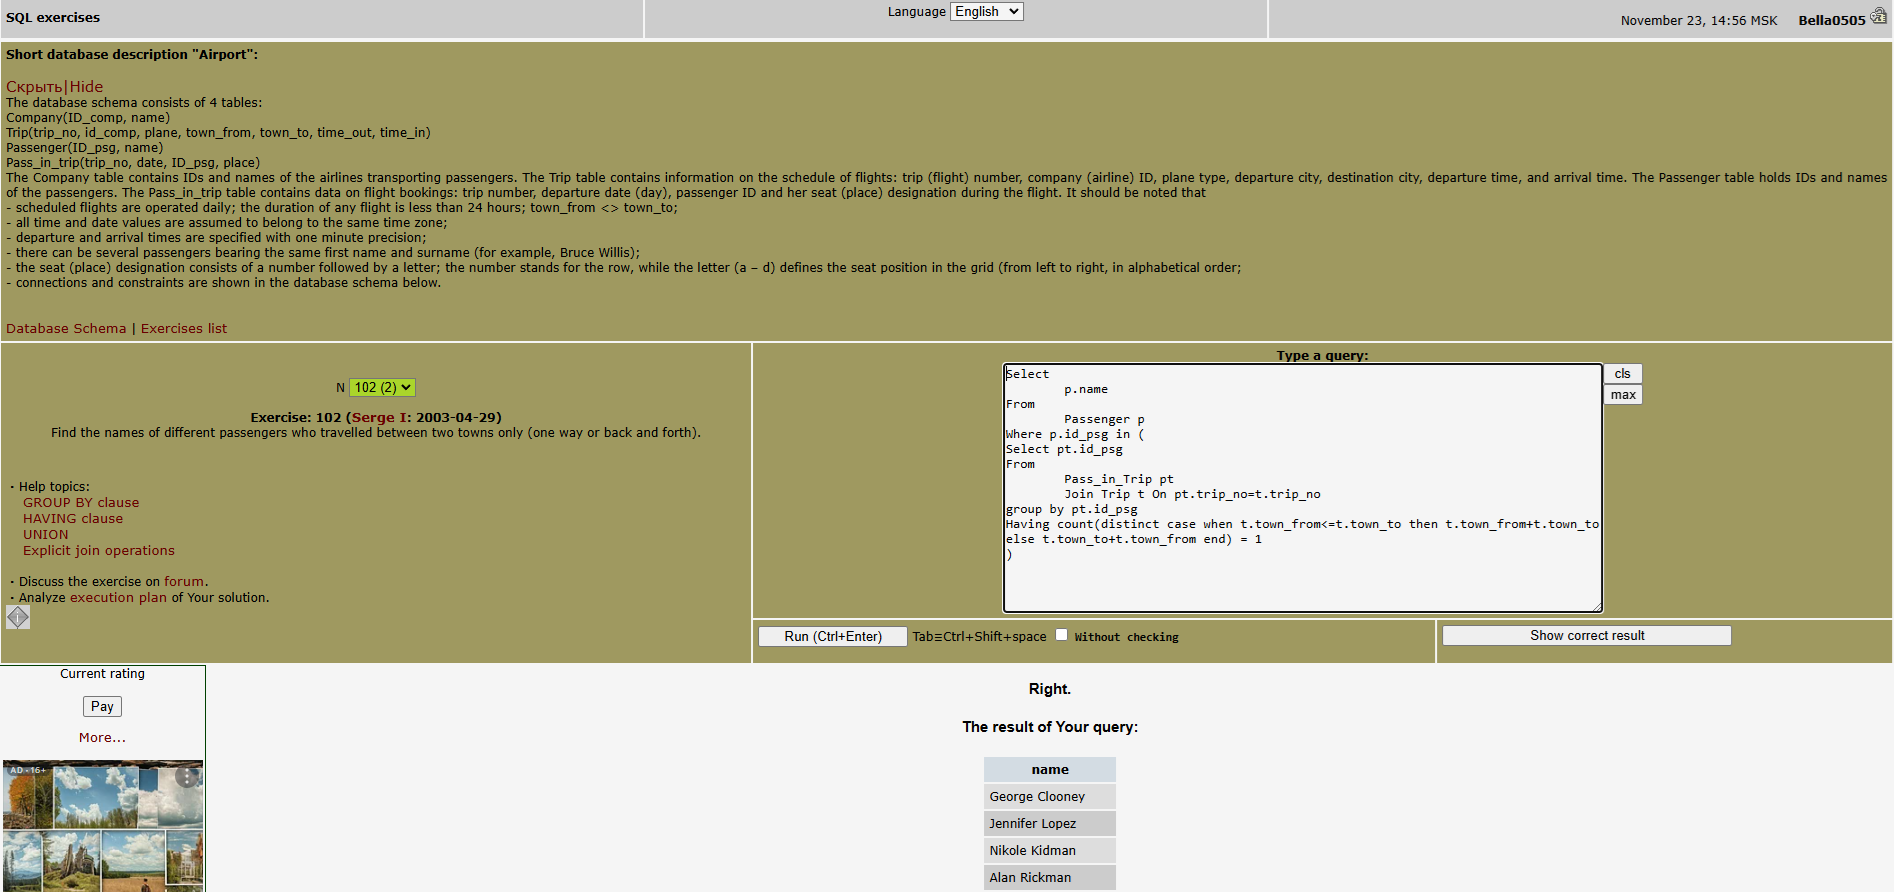 SQL exercises
Language English
November 23, 14:56 MSK Bella0505
Short database description "Airport":
Скрыть|Hide
The database schema consists of 4 tables:
Company(ID_comp, name)
Trip(trip_no, id_comp, plane, town_from, town_to, time_out, time_in)
Passenger(ID_psg, name)
Pass_in_trip(trip_no, date, ID_psg, place)
The Company table contains IDs and names of the airlines transporting passengers. The Trip table contains information on the schedule of flights: trip (flight) number, company (airline) ID, plane type, departure city, destination city, departure time, and arrival time. The Passenger table holds IDs and names
of the passengers. The Pass_in_trip table contains data on flight bookings: trip number, departure date (day), passenger ID and her seat (place) designation during the flight. It should be noted that
- scheduled flights are operated daily; the duration of any flight is less than 24 hours; town_from <> town_to;
- all time and date values are assumed to belong to the same time zone;
- departure and arrival times are specified with one minute precision;
- there can be several passengers bearing the same first name and surname (for example, Bruce Willis);
- the seat (place) designation consists of a number followed by a letter; the number stands for the row, while the letter (a – d) defines the seat position in the grid (from left to right, in alphabetical order;
- connections and constraints are shown in the database schema below.
Database Schema | Exercises list
N 102 (2)
Exercise: 102 (Serge I: 2003-04-29)
Find the names of different passengers who travelled between two towns only (one way or back and forth).
· Help topics:
GROUP BY clause
HAVING clause
UNION
Explicit join operations
· Discuss the exercise on forum.
· Analyze execution plan of Your solution.
Type a query:
Select
p.name
From
Passenger p
Where p.id_psg in (
Select pt.id_psg
From
Pass_in_Trip pt
Join Trip t On pt.trip_no=t.trip_no
group by pt.id_psg
Having count(distinct case when t.town_from<=t.town_to then t.town_from+t.town_to
else t.town_to+t.town_from end) = 1
)
cls
max
Run (Ctrl+Enter) Tab≡Ctrl+Shift+space Without checking
Show correct result
Current rating
Pay
More...
AD · 16+
Right.
The result of Your query:
name
George Clooney
Jennifer Lopez
Nikole Kidman
Alan Rickman